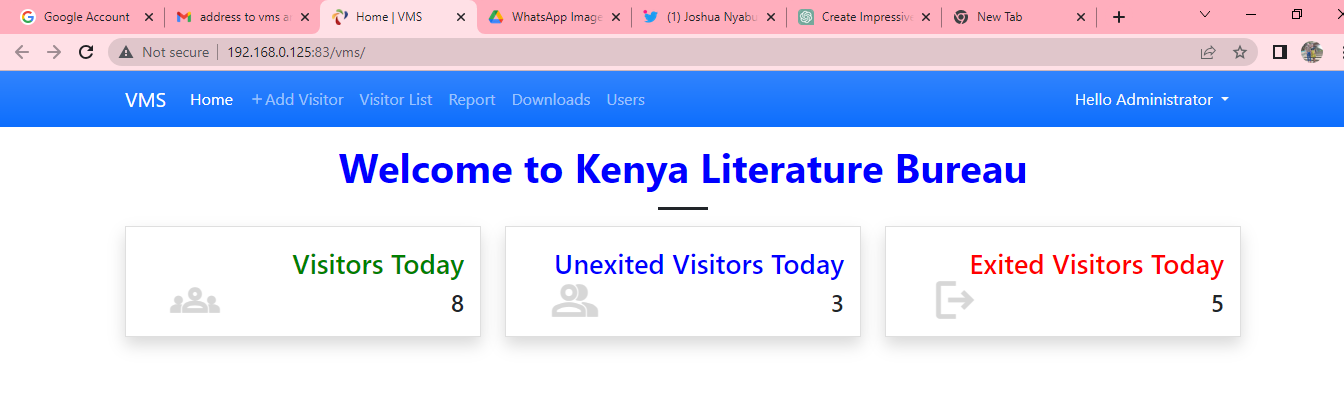 Google Account
address to vms a
Home | VMS
WhatsApp Image
(1) Joshua Nyabu
Create Impressive
New Tab
Not secure
192.168.0.125:83/vms/
VMS Home +Add Visitor Visitor List Report Downloads Users Hello Administrator
Welcome to Kenya Literature Bureau
Visitors Today
8
Unexited Visitors Today
3
Exited Visitors Today
5